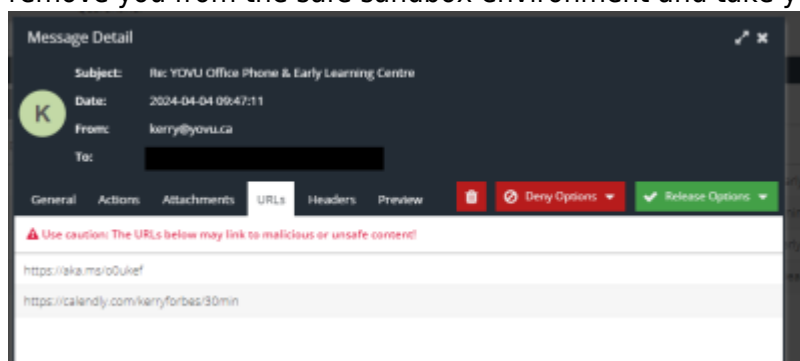 remove you from the safe sandbox environment and take y
Message Detail
Subject: Re: YOVU Office Phone & Early Learning Centre
Date: 2024-04-04 09:47:11
K
From: kerry@yovu.ca
To:
General Actions Attachments URLs Headers Preview Deny Options Release Options
Use caution: The URLs below may link to malicious or unsafe content!
https://aka.ms/o0ukef
https://calendly.com/kerryforbes/30min